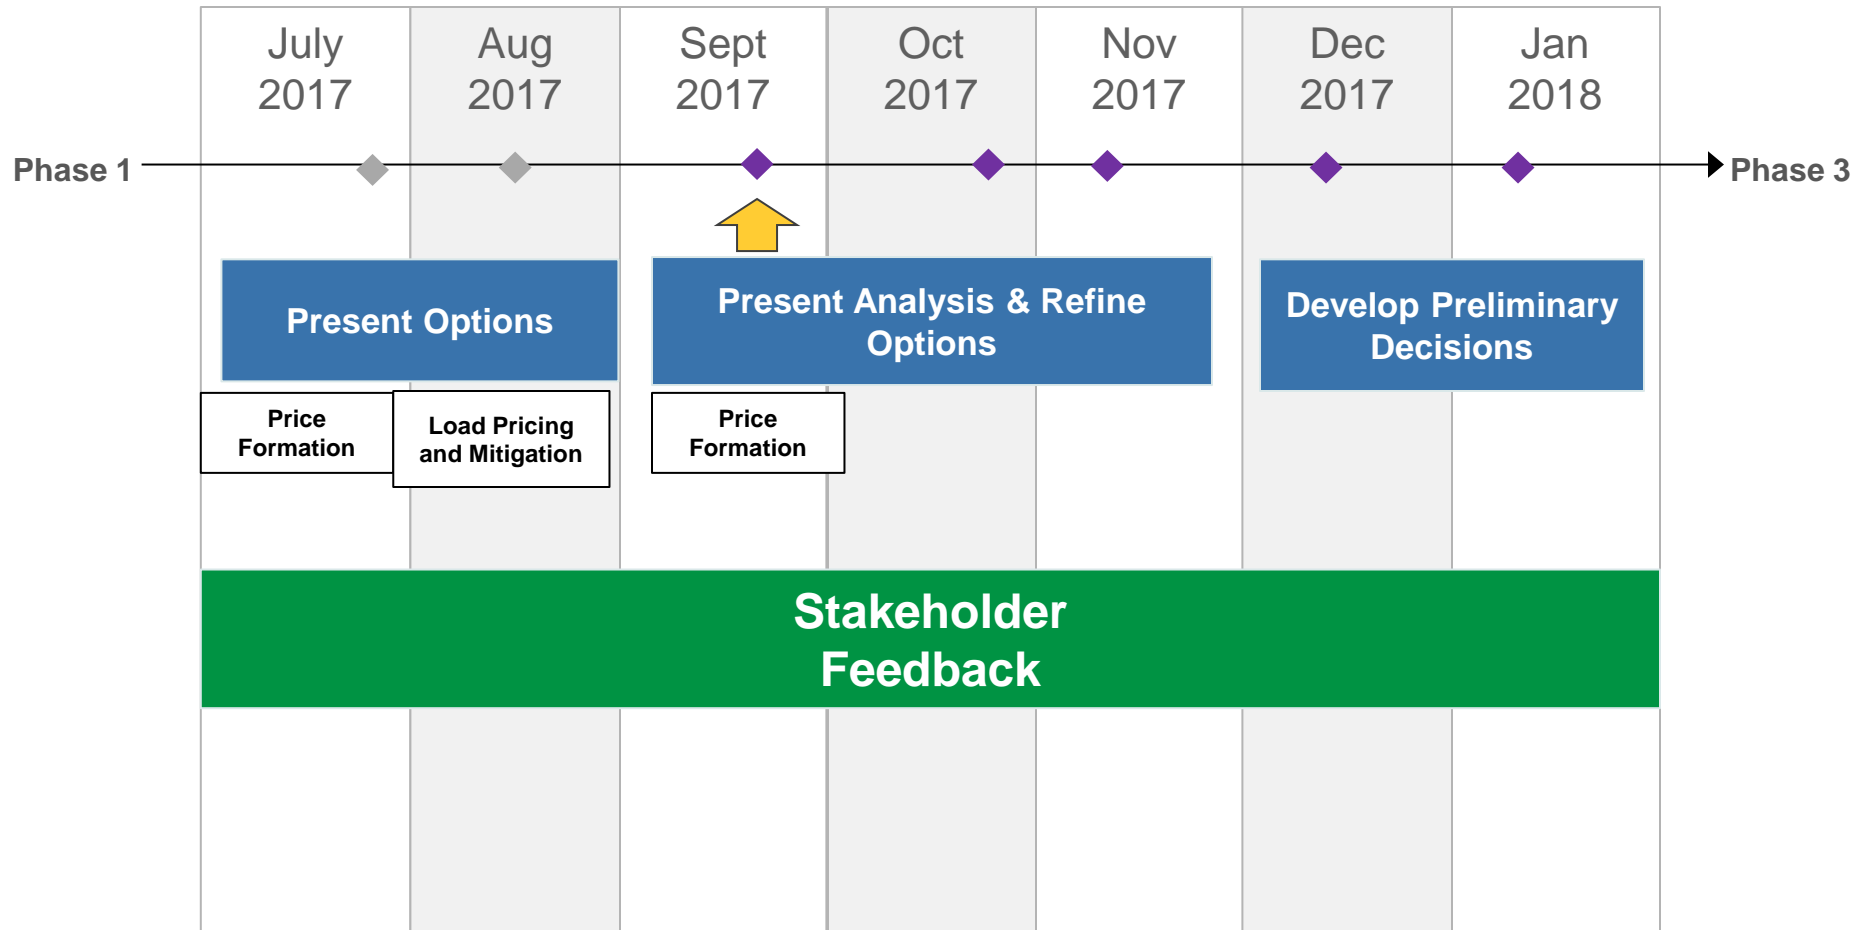 July
2017
Aug
2017
Sept
2017
Oct
2017
Nov
2017
Dec
2017
Jan
2018
Phase 1
Phase 3
Present Options
Present Analysis & Refine
Options
Develop Preliminary
Decisions
Price
Formation
Load Pricing
and Mitigation
Price
Formation
Stakeholder
Feedback